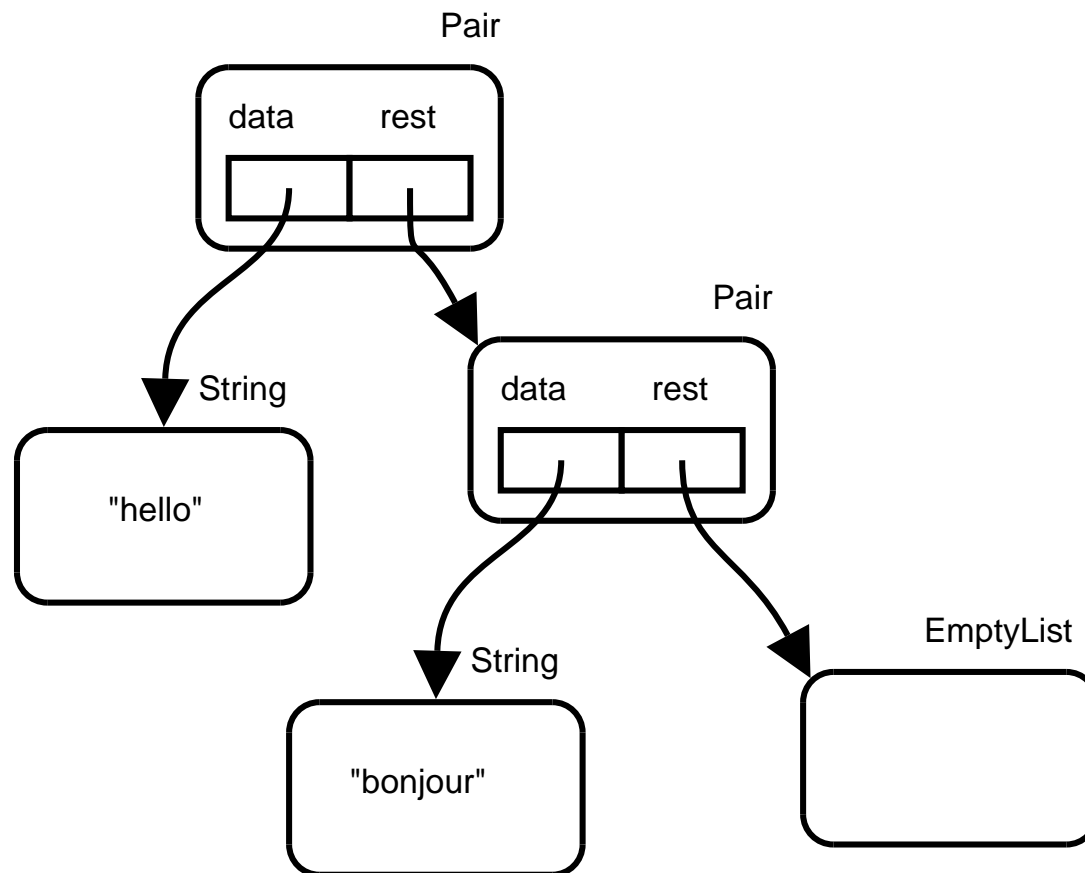 Pair
data rest
Pair
String
data rest
"hello"
EmptyList
String
"bonjour"